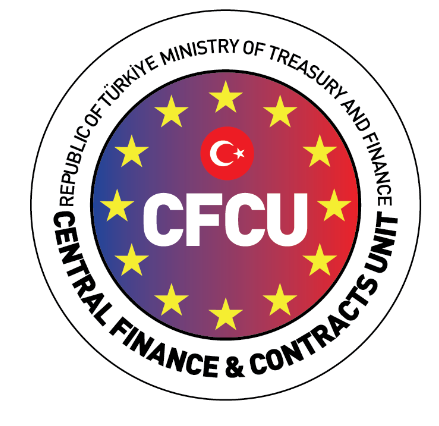 REPUBLIC OF TÜRKİYE MINISTRY OF TREASURY AND FINANCE
CFCU
CENTRAL FINANCE & CONTRACTS UNIT